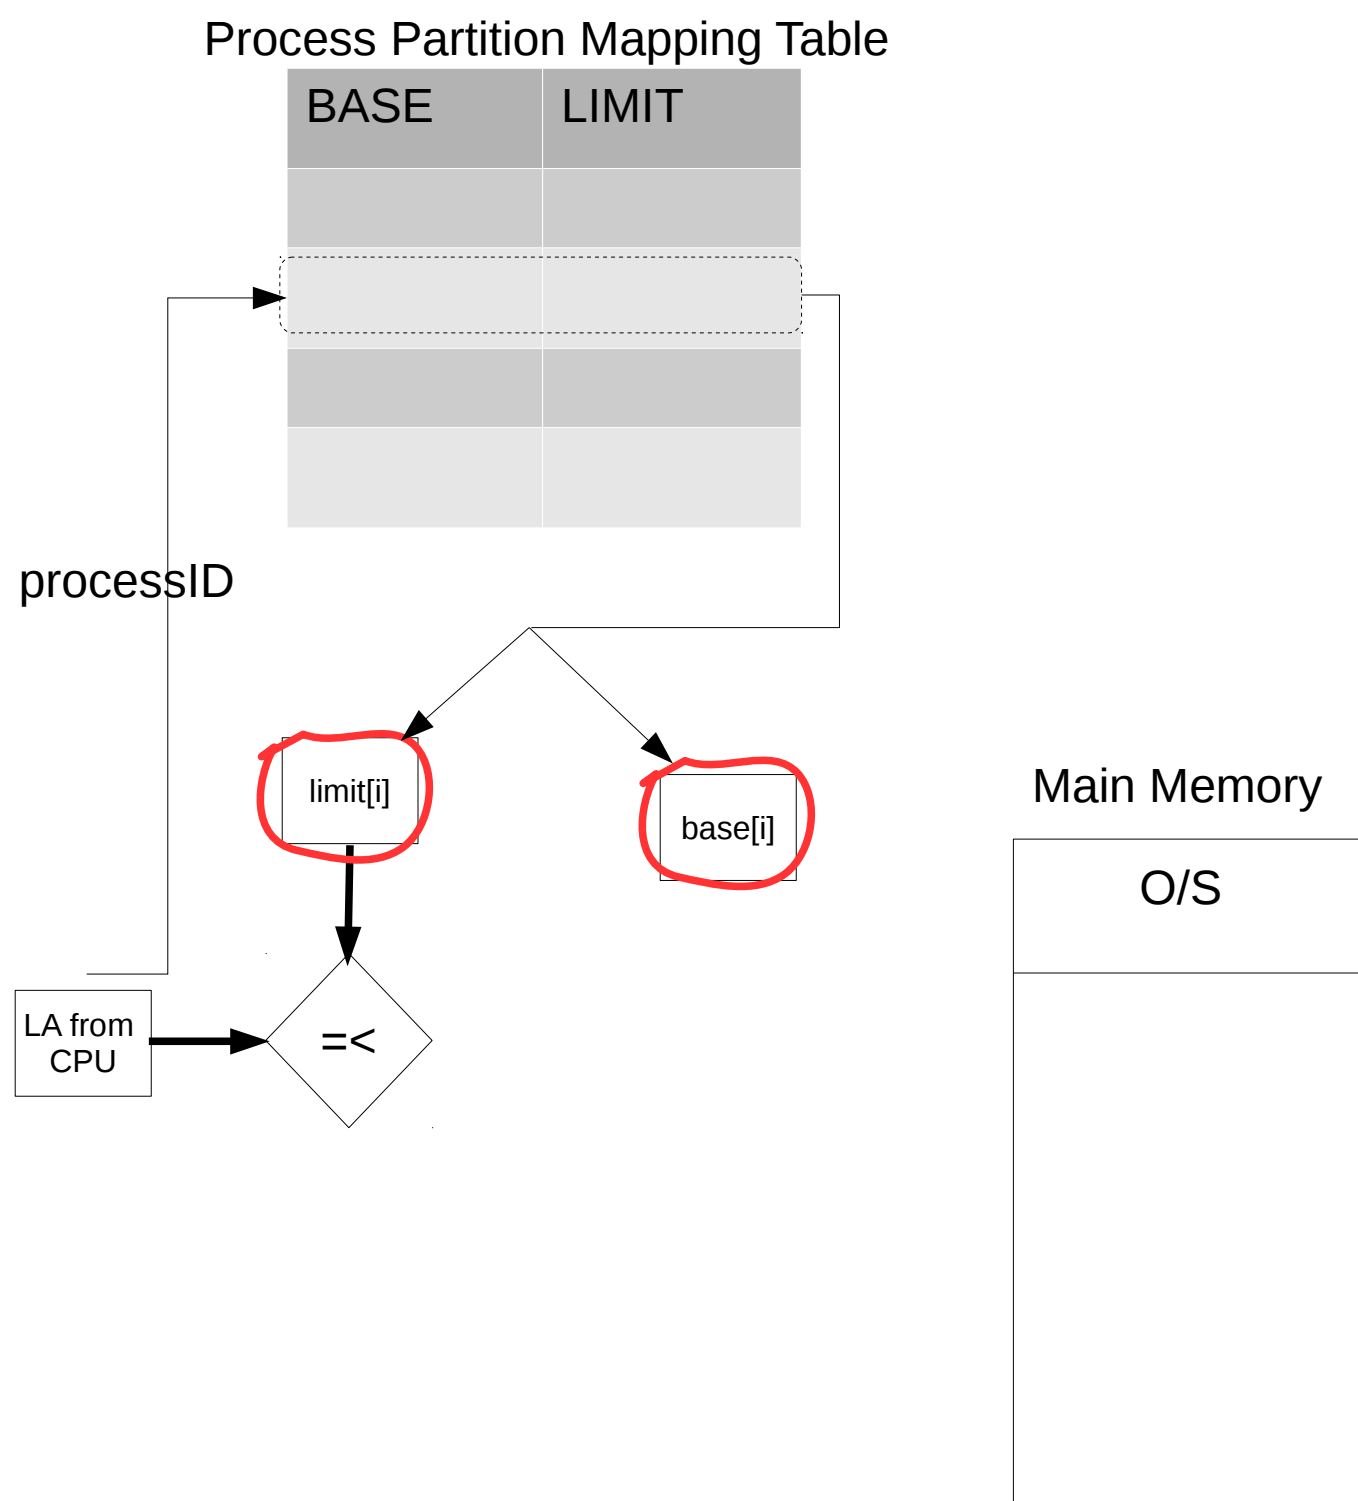 Process Partition Mapping Table
BASE LIMIT
processID
limit[i]
base[i]
Main Memory
O/S
LA from
CPU
=<